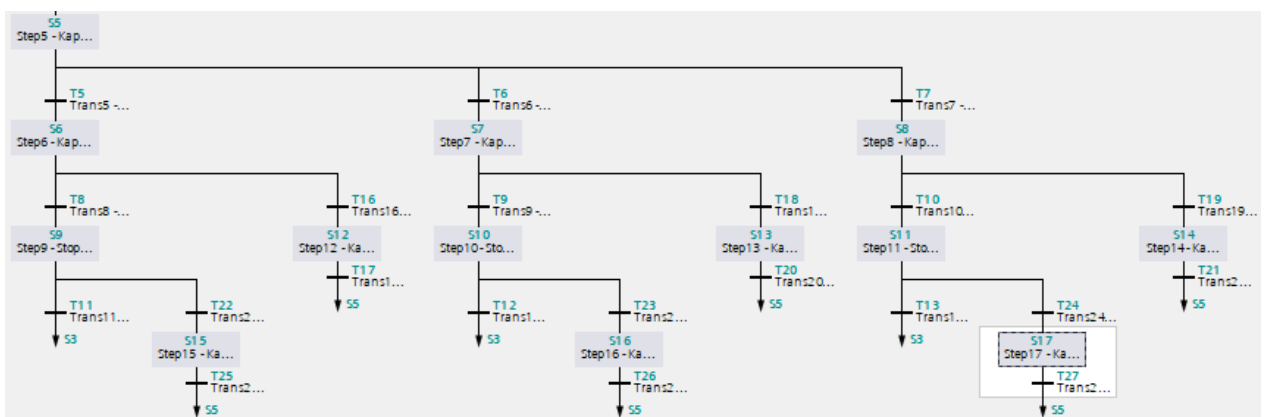 S5
Step5 - Kap...
T5
Trans5 -...
T6
Trans6 -...
T7
Trans7 -...
S6
Step6 - Kap...
S7
Step7 - Kap...
S8
Step8 - Kap...
T8
Trans8 -...
T16
Trans16...
T9
Trans9 -...
T18
Trans1...
T10
Trans10...
T19
Trans19...
S9
Step9 - Stop...
S12
Step12 - Ka...
S10
Step10 - Sto...
S13
Step13 - Ka...
S11
Step11 - Sto...
S14
Step14 - Ka...
T17
Trans1...
T20
Trans20...
T21
Trans2...
S5
S5
S5
T11
Trans11...
T22
Trans2...
T12
Trans1...
T23
Trans2...
T13
Trans1...
T24
Trans24...
S3
S15
Step15 - Ka...
S3
S16
Step16 - Ka...
S3
S17
Step17 - Ka...
T25
Trans2...
T26
Trans2...
T27
Trans2...
S5
S5
S5